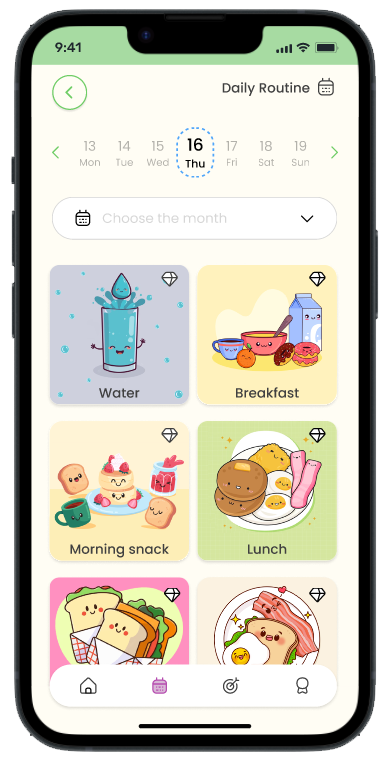 9:41
Daily Routine
13 14 15 16 17 18 19
Mon Tue Wed Thu Fri Sat Sun
Choose the month
Water Breakfast
Morning snack Lunch